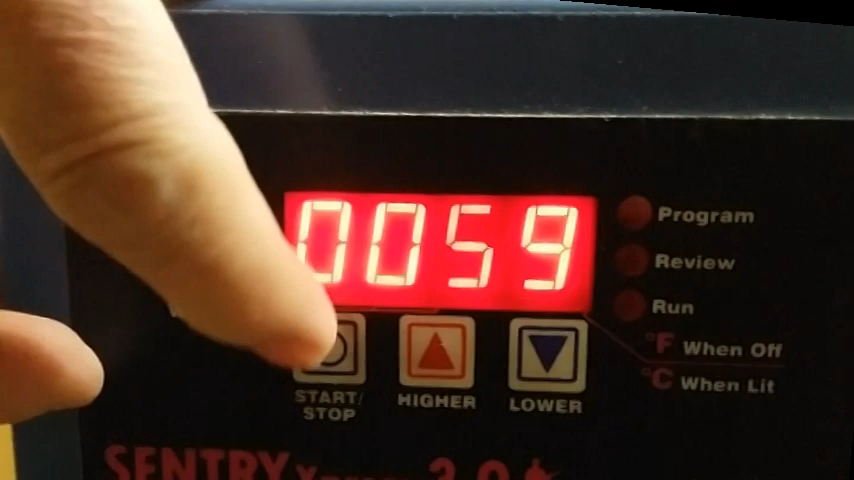 0059
Program
Review
Run
°F When Off
°C When Lit
START/
STOP
HIGHER
LOWER
SENTRY